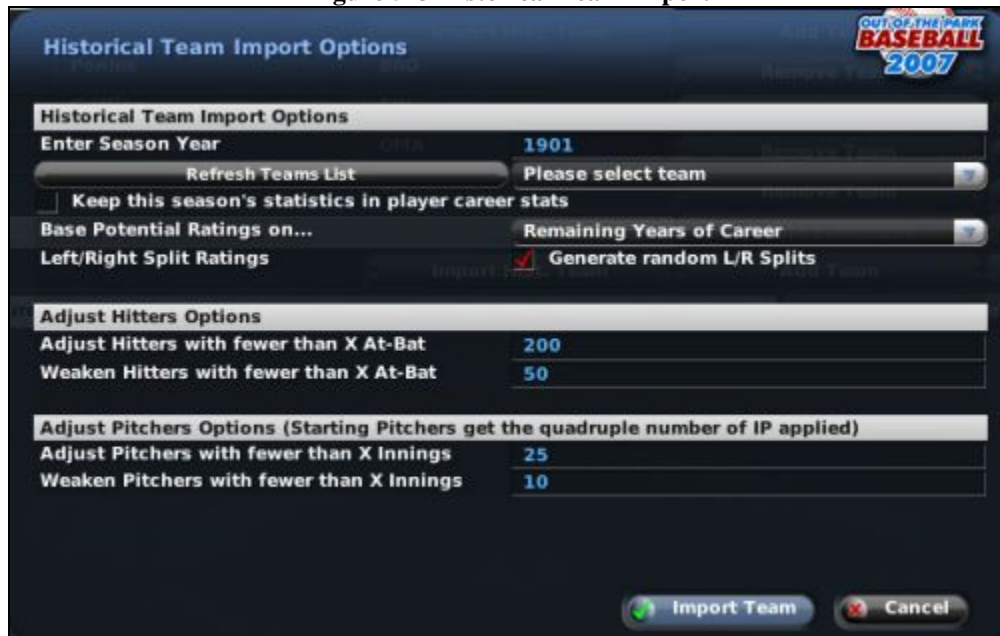 Historical Team Import Options
OUT OF THE PARK
BASEBALL
2007
Historical Team Import Options
Enter Season Year 1901
Refresh Teams List Please select team
Keep this season's statistics in player career stats
Base Potential Ratings on... Remaining Years of Career
Left/Right Split Ratings Generate random L/R Splits
Adjust Hitters Options
Adjust Hitters with fewer than X At-Bat 200
Weaken Hitters with fewer than X At-Bat 50
Adjust Pitchers Options (Starting Pitchers get the quadruple number of IP applied)
Adjust Pitchers with fewer than X Innings 25
Weaken Pitchers with fewer than X Innings 10
Import Team Cancel